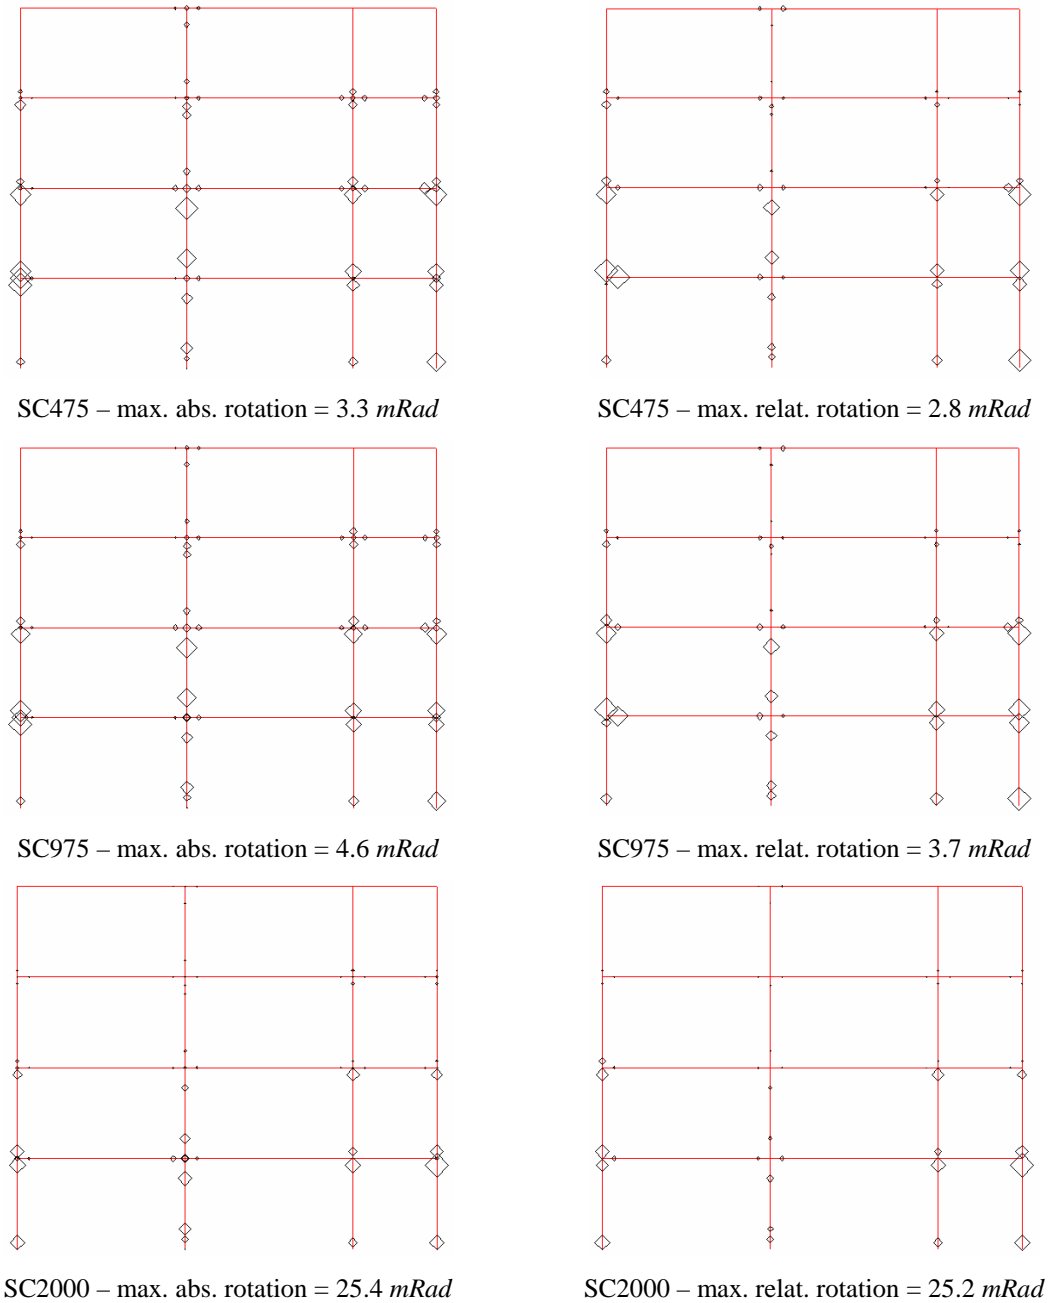 SC475 – max. abs. rotation = 3.3 mRad
SC475 – max. relat. rotation = 2.8 mRad
SC975 – max. abs. rotation = 4.6 mRad
SC975 – max. relat. rotation = 3.7 mRad
SC2000 – max. abs. rotation = 25.4 mRad
SC2000 – max. relat. rotation = 25.2 mRad